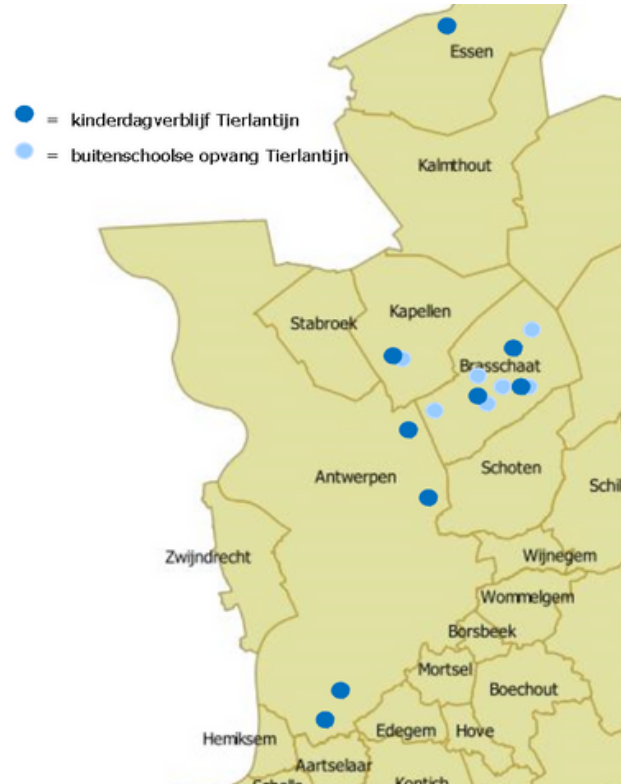 Essen
= kinderdagverblijf Tierlantijn
= buitenschoolse opvang Tierlantijn
Kalmthout
Kapellen
Stabroek
Brasschaat
Schoten
Antwerpen
Zwijndrecht
Wijnegem
Wommelgem
Borsbeek
Mortsel
Boechout
Hemiksem
Edegem
Hove
Aartselaar